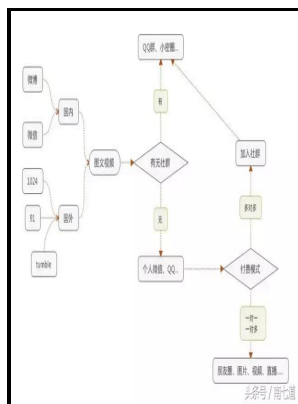 QQ群、小密圈...
微博
国内
有
微信
图文视频
有无社群
加入社群
1024
91
国外
无
多对多
tumble
个人微信、QQ..
付费模式
一对一
一对多
朋友圈、图片、视频、直播....
头条号 / 南七道